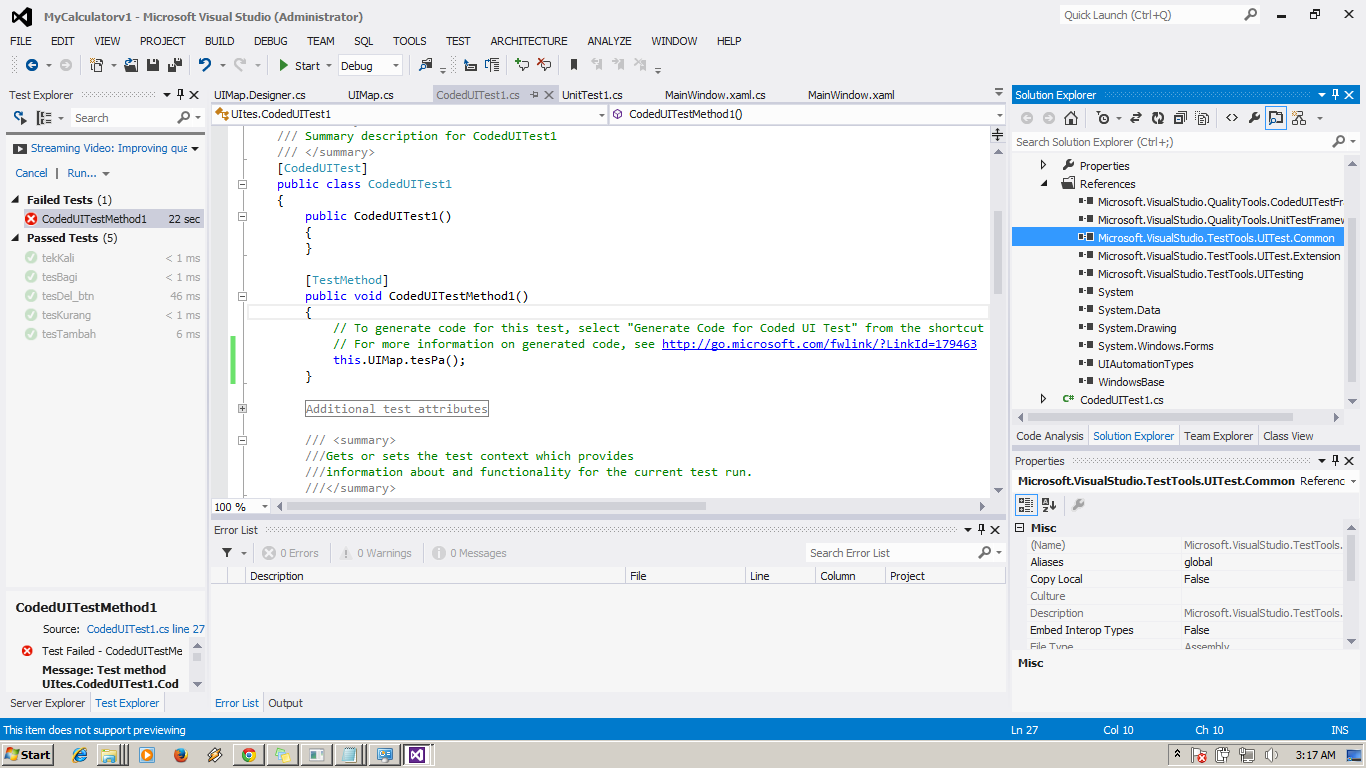 MyCalculatorv1 - Microsoft Visual Studio (Administrator)
Quick Launch (Ctrl+Q)
FILE EDIT VIEW PROJECT BUILD DEBUG TEAM SQL TOOLS TEST ARCHITECTURE ANALYZE WINDOW HELP
Start Debug
Test Explorer
Search
Streaming Video: Improving qua
Cancel | Run...
Failed Tests (1)
CodedUITestMethod1 22 sec
Passed Tests (5)
tekKali < 1 ms
tesBagi < 1 ms
tesDel_btn 46 ms
tesKurang < 1 ms
tesTambah 6 ms
CodedUITestMethod1
Source: CodedUITest1.cs line 27
Test Failed - CodedUITestMe
Message: Test method
UItes.CodedUITest1.Cod
Server Explorer Test Explorer
UIMap.Designer.cs UIMap.cs CodedUITest1.cs UnitTest1.cs MainWindow.xaml.cs MainWindow.xaml
UItes.CodedUITest1 CodedUITestMethod1()
/// Summary description for CodedUITest1
/// </summary>
[CodedUITest]
public class CodedUITest1
{
public CodedUITest1()
{
}
[TestMethod]
public void CodedUITestMethod1()
{
// To generate code for this test, select "Generate Code for Coded UI Test" from the shortcut
// For more information on generated code, see http://go.microsoft.com/fwlink/?LinkId=179463
this.UIMap.tesPa();
}
Additional test attributes
/// <summary>
///Gets or sets the test context which provides
///information about and functionality for the current test run.
///</summary>
100 %
Error List
0 Errors 0 Warnings 0 Messages
Search Error List
Description File Line Column Project
Error List Output
Solution Explorer
Search Solution Explorer (Ctrl+;)
Properties
References
Microsoft.VisualStudio.QualityTools.CodedUITestFr
Microsoft.VisualStudio.QualityTools.UnitTestFramew
Microsoft.VisualStudio.TestTools.UITest.Common
Microsoft.VisualStudio.TestTools.UITest.Extension
Microsoft.VisualStudio.TestTools.UITesting
System
System.Data
System.Drawing
System.Windows.Forms
UIAutomationTypes
WindowsBase
C# CodedUITest1.cs
Code Analysis Solution Explorer Team Explorer Class View
Properties
Microsoft.VisualStudio.TestTools.UITest.Common Referenc
Misc
(Name) Microsoft.VisualStudio.TestTools.
Aliases global
Copy Local False
Culture
Description Microsoft.VisualStudio.TestTools.
Embed Interop Types False
File Type Assembly
Misc
This item does not support previewing
Ln 27 Col 10 Ch 10 INS
Start
3:17 AM